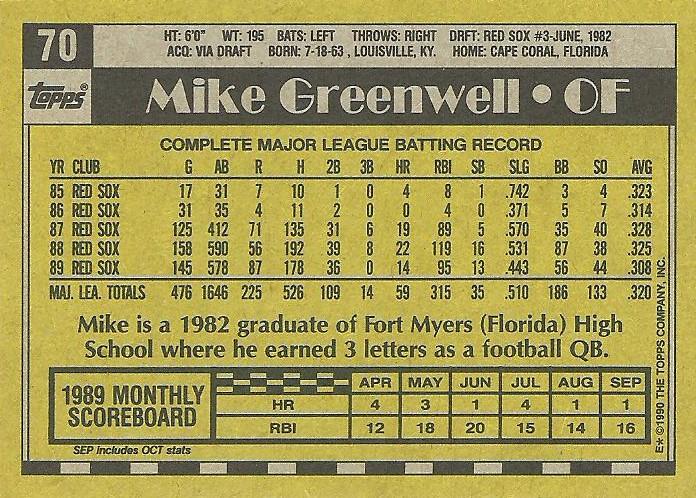 70
HT: 6'0" WT: 195 BATS: LEFT THROWS: RIGHT DRFT: RED SOX #3-JUNE, 1982
ACQ: VIA DRAFT BORN: 7-18-63 , LOUISVILLE, KY. HOME: CAPE CORAL, FLORIDA
topps®
Mike Greenwell • OF
COMPLETE MAJOR LEAGUE BATTING RECORD
YR CLUB G AB R H 2B 3B HR RBI SB SLG BB SO AVG
85 RED SOX 17 31 7 10 1 0 4 8 1 .742 3 4 .323
86 RED SOX 31 35 4 11 2 0 0 4 0 .371 5 7 .314
87 RED SOX 125 412 71 135 31 6 19 89 5 .570 35 40 .328
88 RED SOX 158 590 56 192 39 8 22 119 16 .531 87 38 .325
89 RED SOX 145 578 87 178 36 0 14 95 13 .443 56 44 .308
MAJ. LEA. TOTALS 476 1646 225 526 109 14 59 315 35 .510 186 133 .320
Mike is a 1982 graduate of Fort Myers (Florida) High
School where he earned 3 letters as a football QB.
1989 MONTHLY
SCOREBOARD
APR MAY JUN JUL AUG SEP
HR 4 3 1 4 1 1
RBI 12 18 20 15 14 16
SEP includes OCT stats
E* ©1990 THE TOPPS COMPANY, INC.